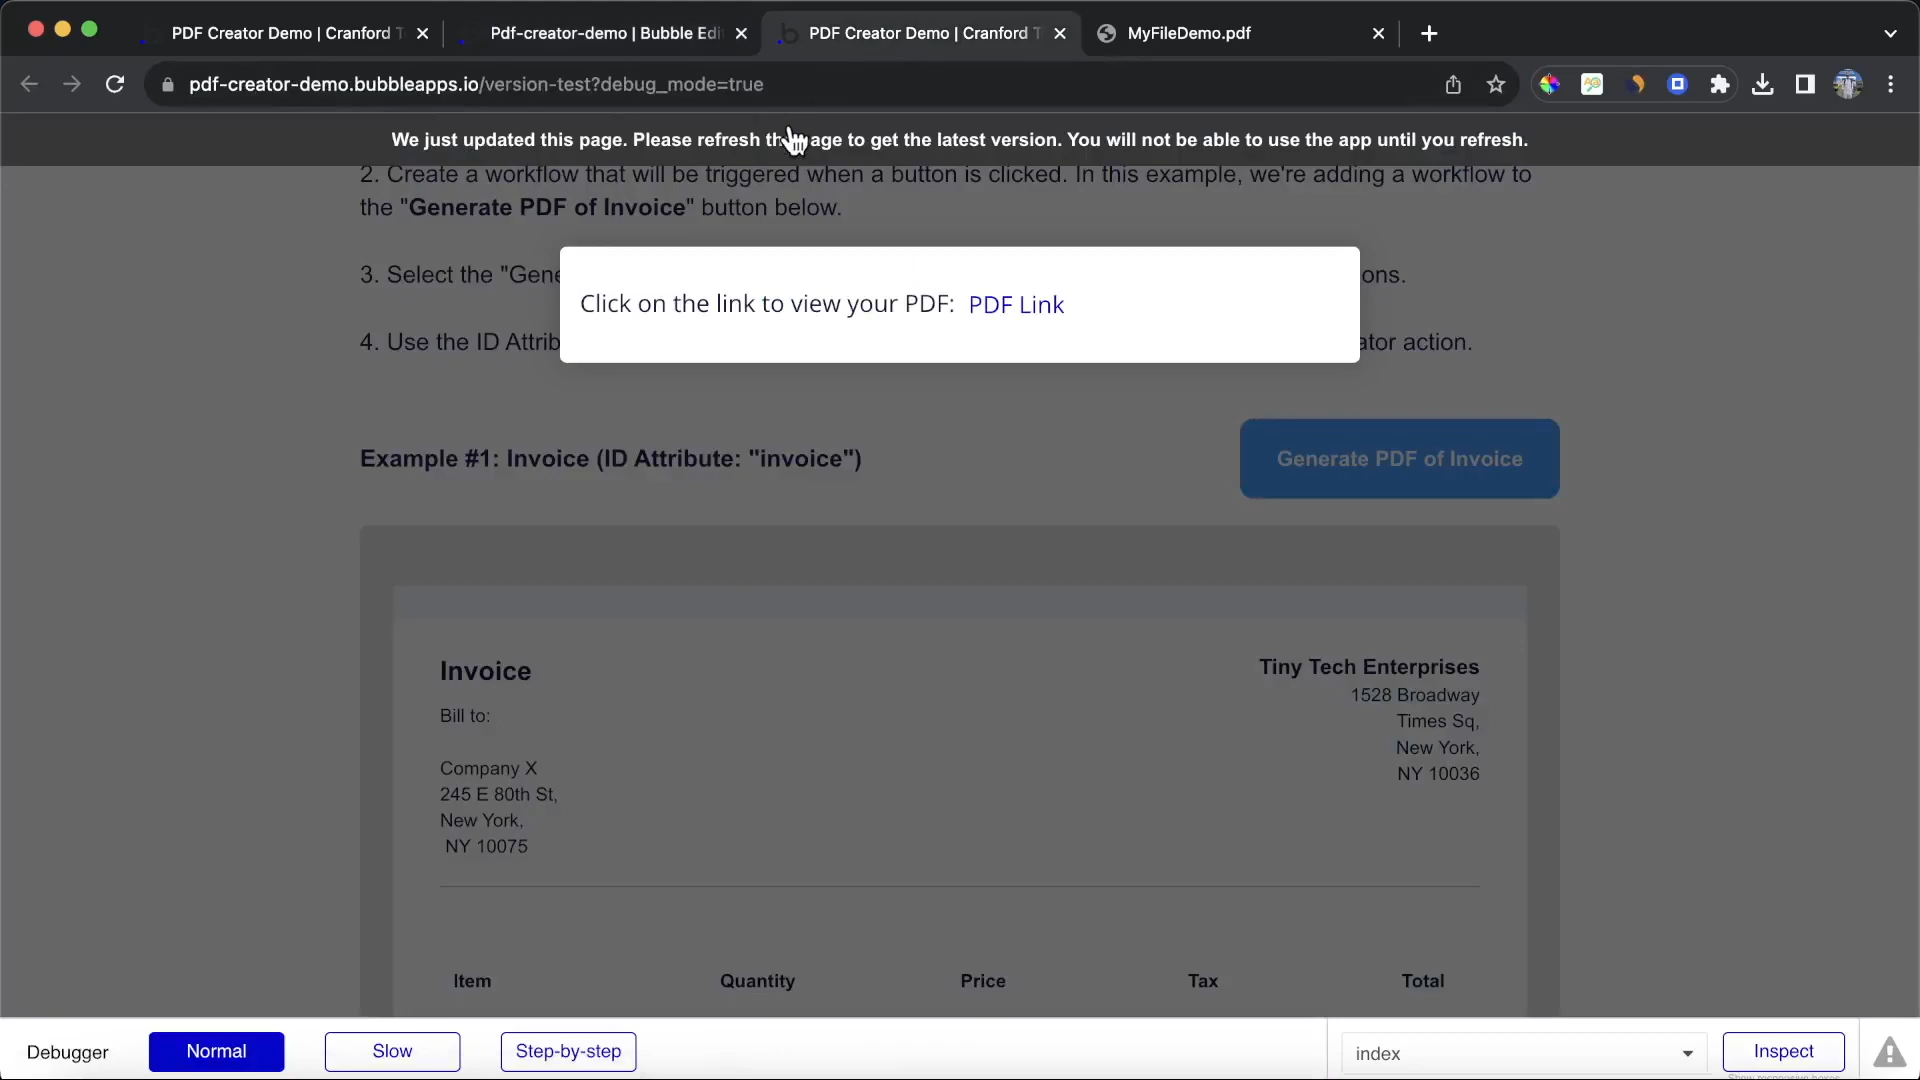 PDF Creator Demo | Cranford T
Pdf-creator-demo | Bubble Edi
PDF Creator Demo | Cranford T
MyFileDemo.pdf
pdf-creator-demo.bubbleapps.io/version-test?debug_mode=true
We just updated this page. Please refresh th age to get the latest version. You will not be able to use the app until you refresh.
2. Create a workflow that will be triggered when a button is clicked. In this example, we're adding a workflow to
the "Generate PDF of Invoice" button below.
3. Select the "Gene
ons.
Click on the link to view your PDF: PDF Link
4. Use the ID Attrib
ator action.
Example #1: Invoice (ID Attribute: "invoice")
Generate PDF of Invoice
Invoice
Tiny Tech Enterprises
1528 Broadway
Bill to:
Times Sq,
New York,
Company X
NY 10036
245 E 80th St,
New York,
NY 10075
Item Quantity Price Tax Total
Debugger Normal Slow Step-by-step index Inspect